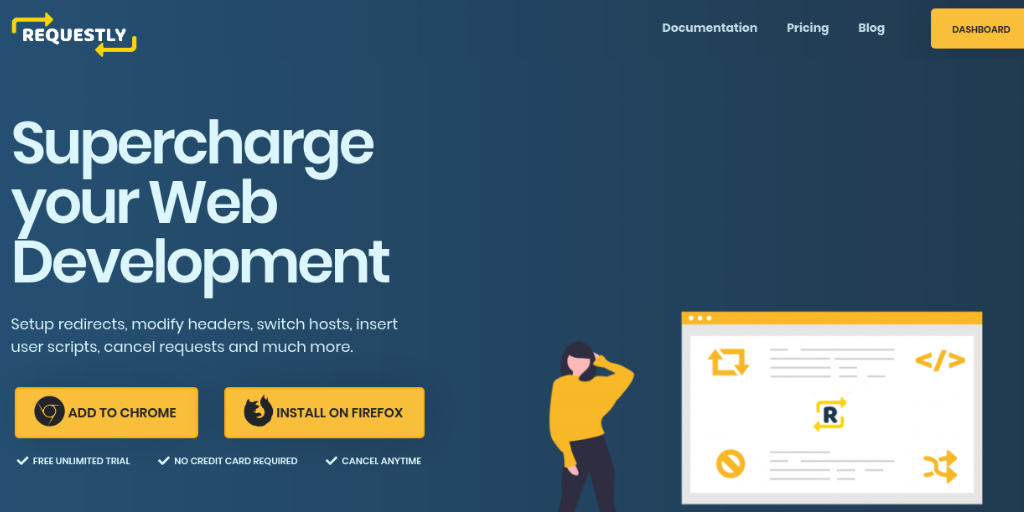 REQUESTLY
Documentation Pricing Blog DASHBOARD
Supercharge
your Web
Development
Setup redirects, modify headers, switch hosts, insert
user scripts, cancel requests and much more.
ADD TO CHROME INSTALL ON FIREFOX
FREE UNLIMITED TRIAL NO CREDIT CARD REQUIRED CANCEL ANYTIME
</>
R